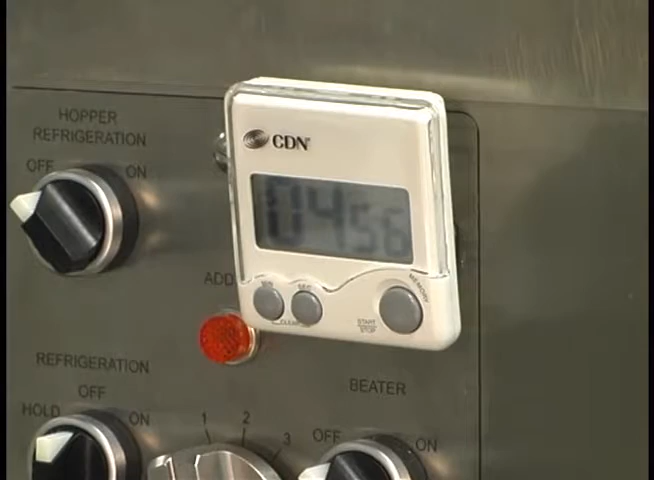 HOPPER
REFRIGERATION
OFF ON
CDN
04 56
MIN SEC MEMORY
CLEAR
START
STOP
ADD
REFRIGERATION
OFF
HOLD ON
1 2 3
BEATER
OFF ON